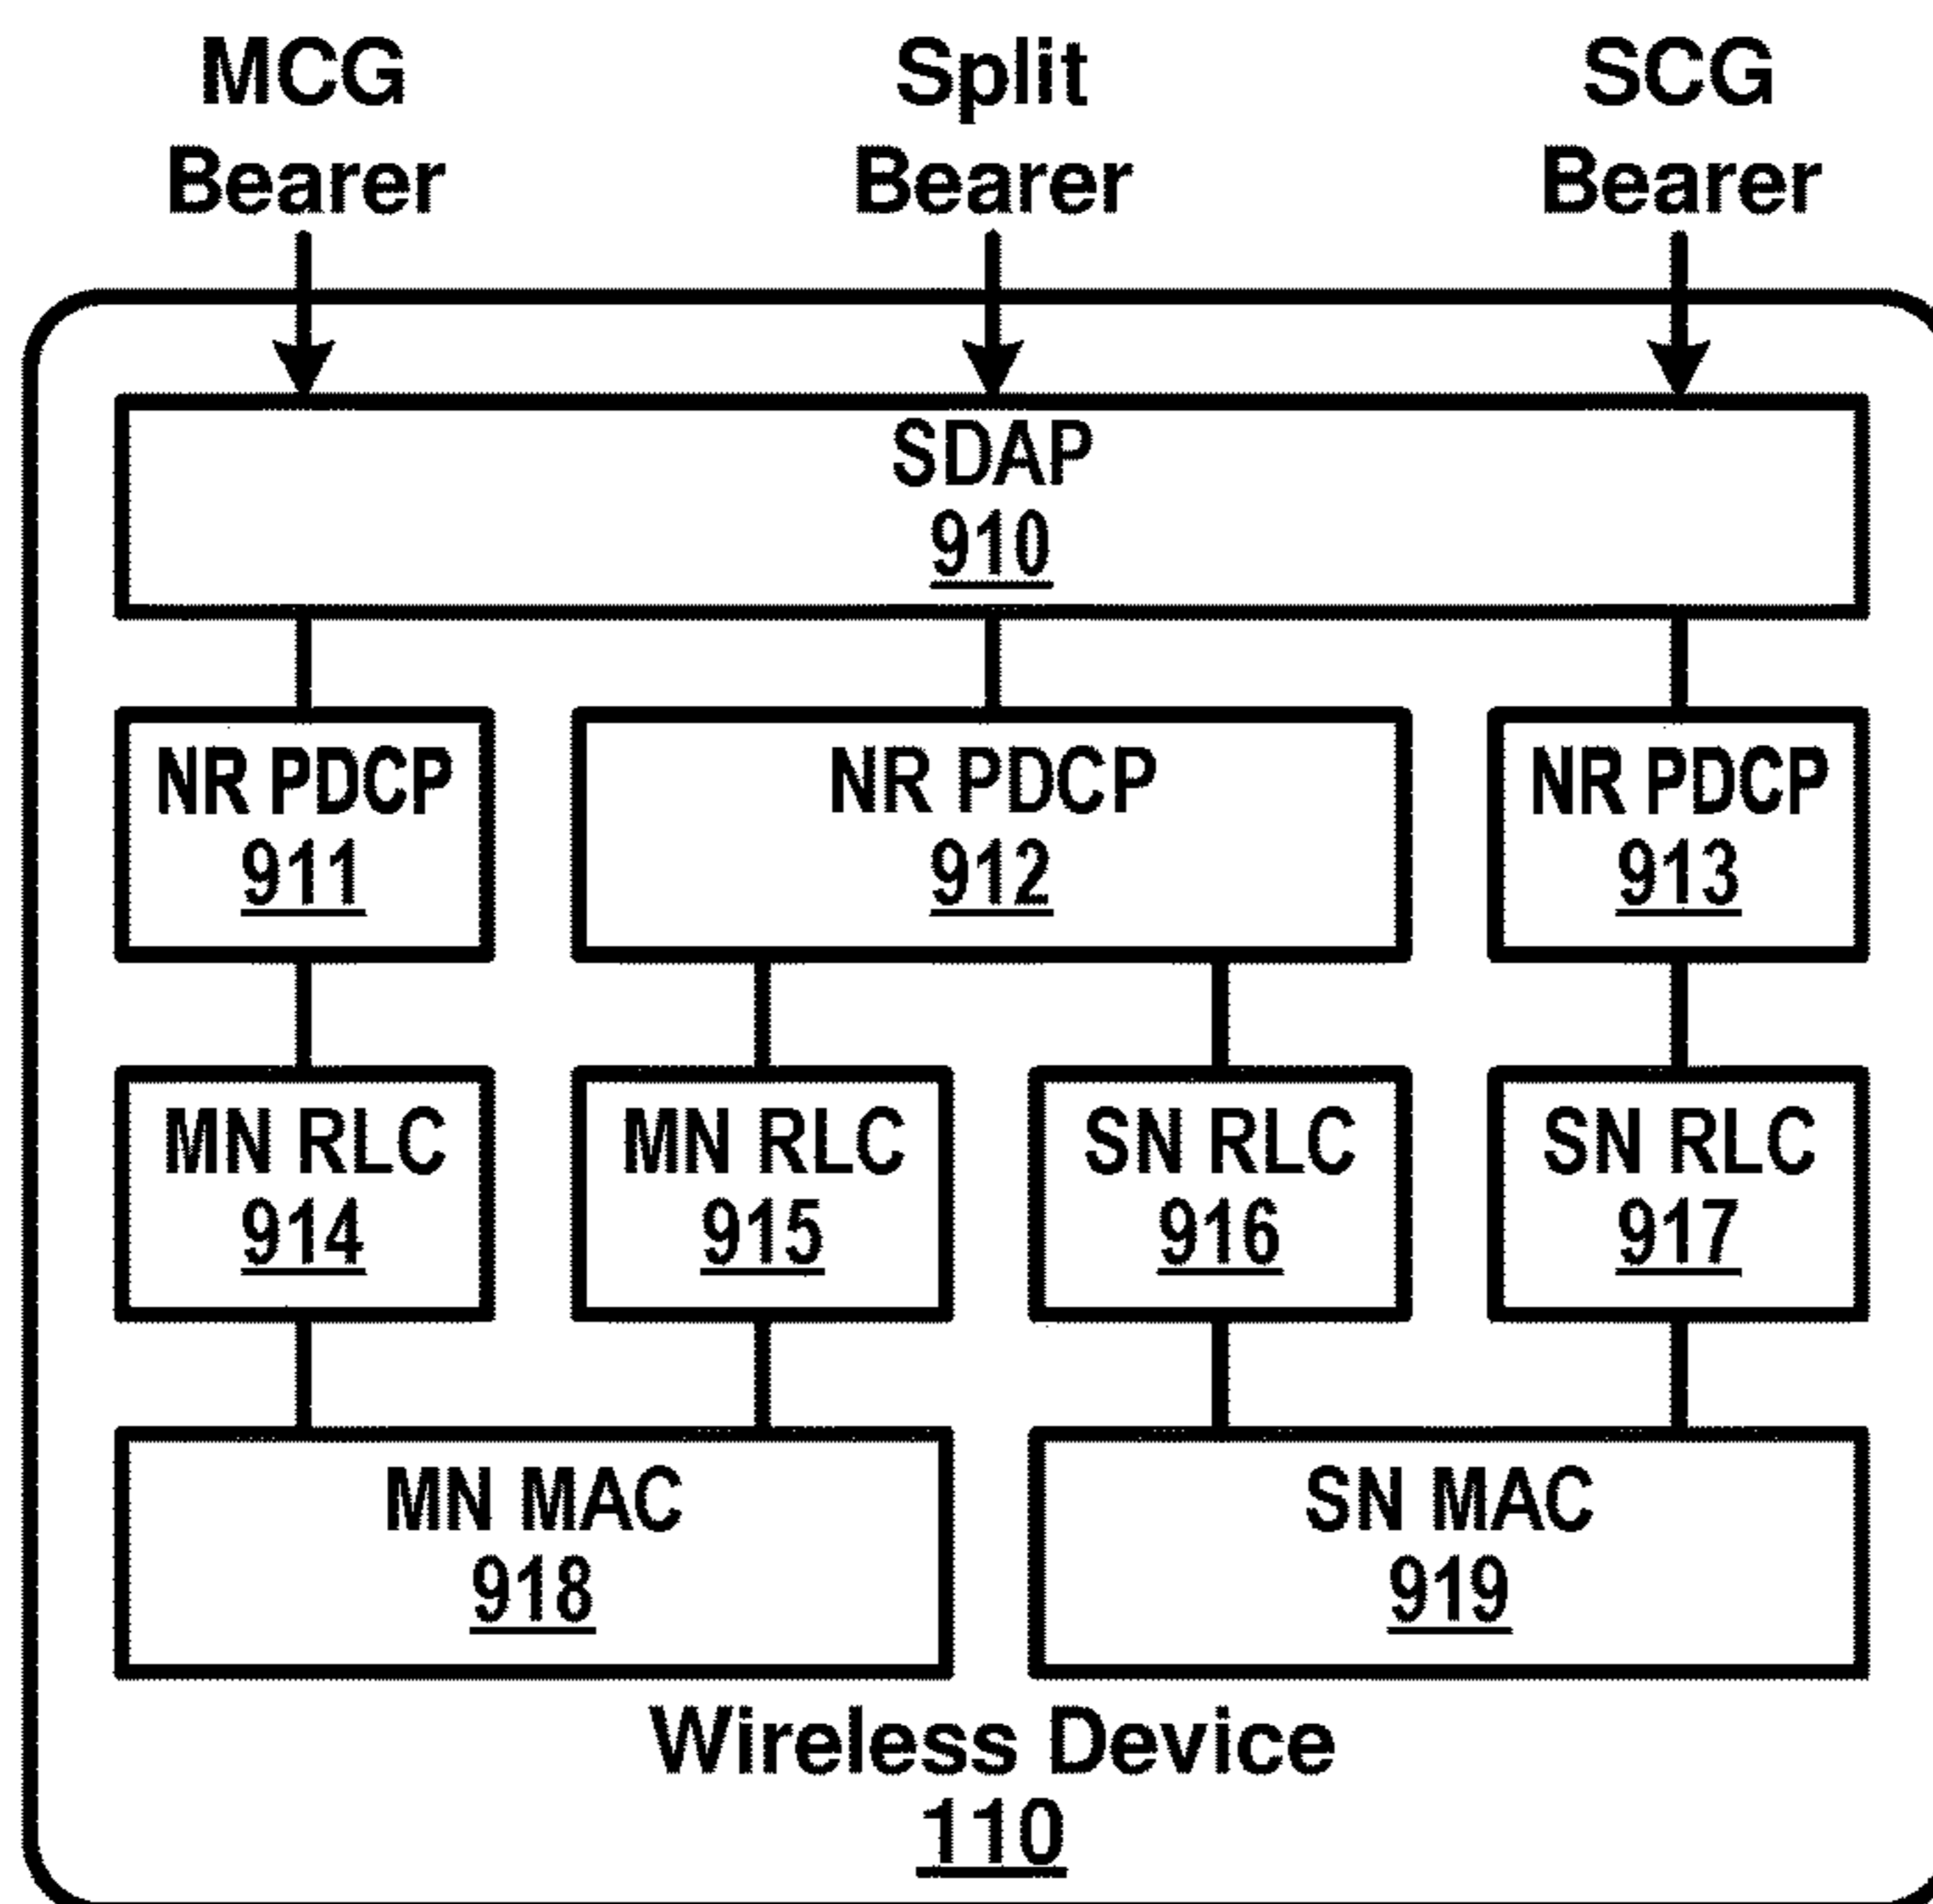 MCG
Bearer
Split
Bearer
SCG
Bearer
SDAP
910
NR PDCP
911
NR PDCP
912
NR PDCP
913
MN RLC
914
MN RLC
915
SN RLC
916
SN RLC
917
MN MAC
918
SN MAC
919
Wireless Device
110